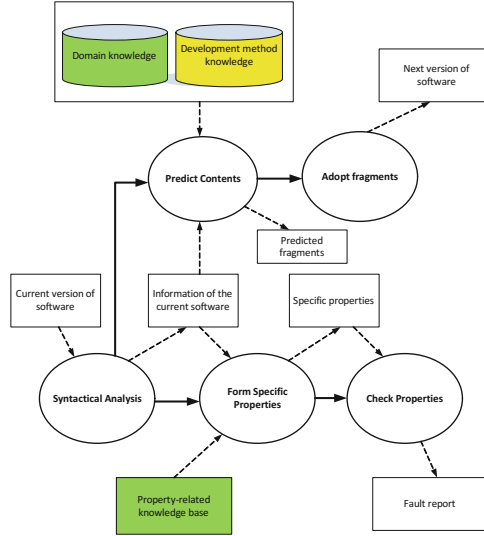 Domain knowledge
Development method
knowledge
Next version of
software
Predict Contents
Adopt fragments
Predicted
fragments
Current version of
software
Information of the
current software
Specific properties
Syntactical Analysis
Form Specific
Properties
Check Properties
Property-related
knowledge base
Fault report